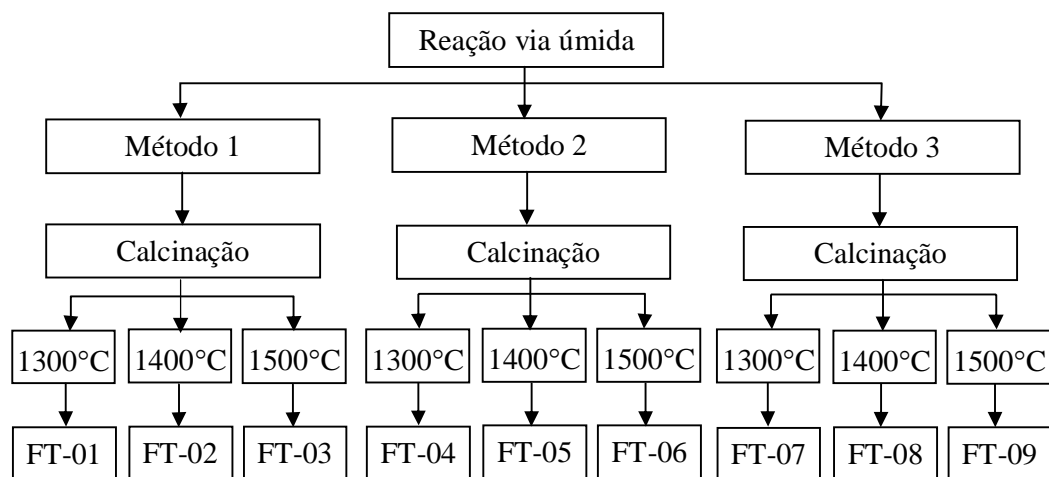 Reação via úmida
Método 1
Método 2
Método 3
Calcinação
Calcinação
Calcinação
1300°C
1400°C
1500°C
1300°C
1400°C
1500°C
1300°C
1400°C
1500°C
FT-01
FT-02
FT-03
FT-04
FT-05
FT-06
FT-07
FT-08
FT-09